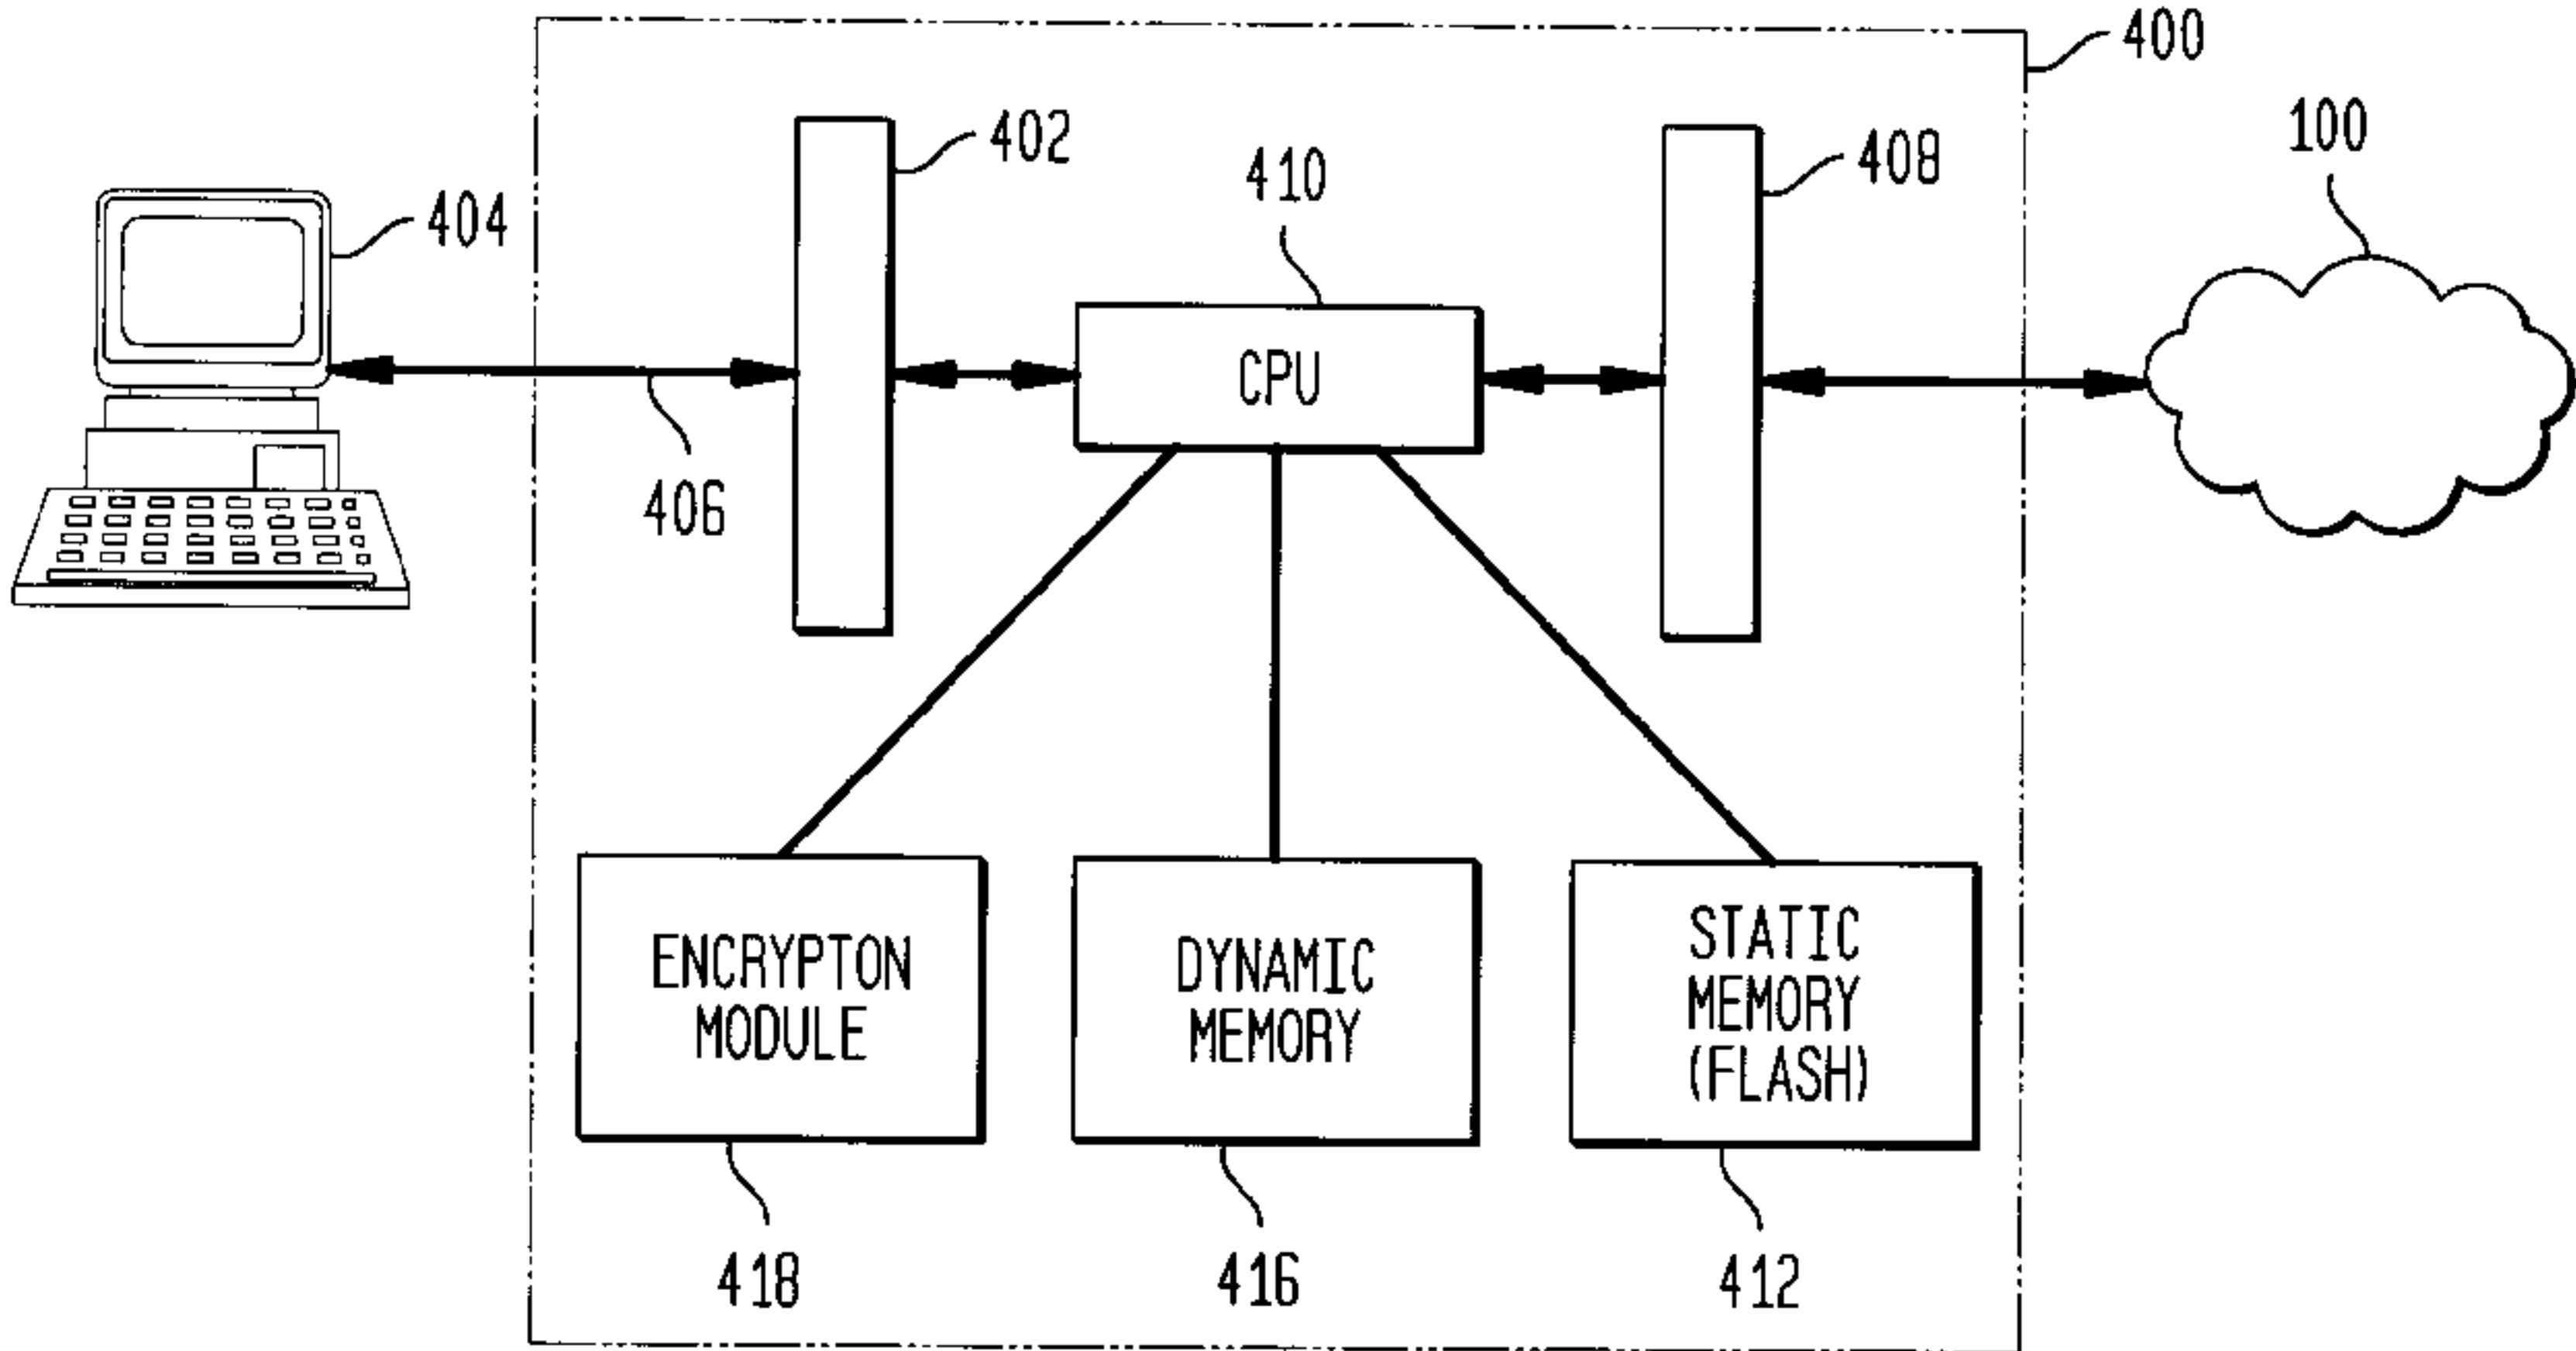 400
402
100
410
408
404
CPU
406
ENCRYPTON
MODULE
DYNAMIC
MEMORY
STATIC
MEMORY
(FLASH)
418
416
412